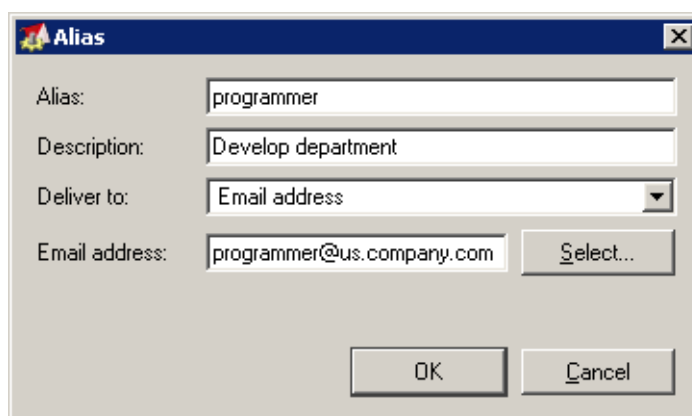 Alias
Alias: programmer
Description: Develop department
Deliver to: Email address
Email address: programmer@us.company.com Select...
OK Cancel